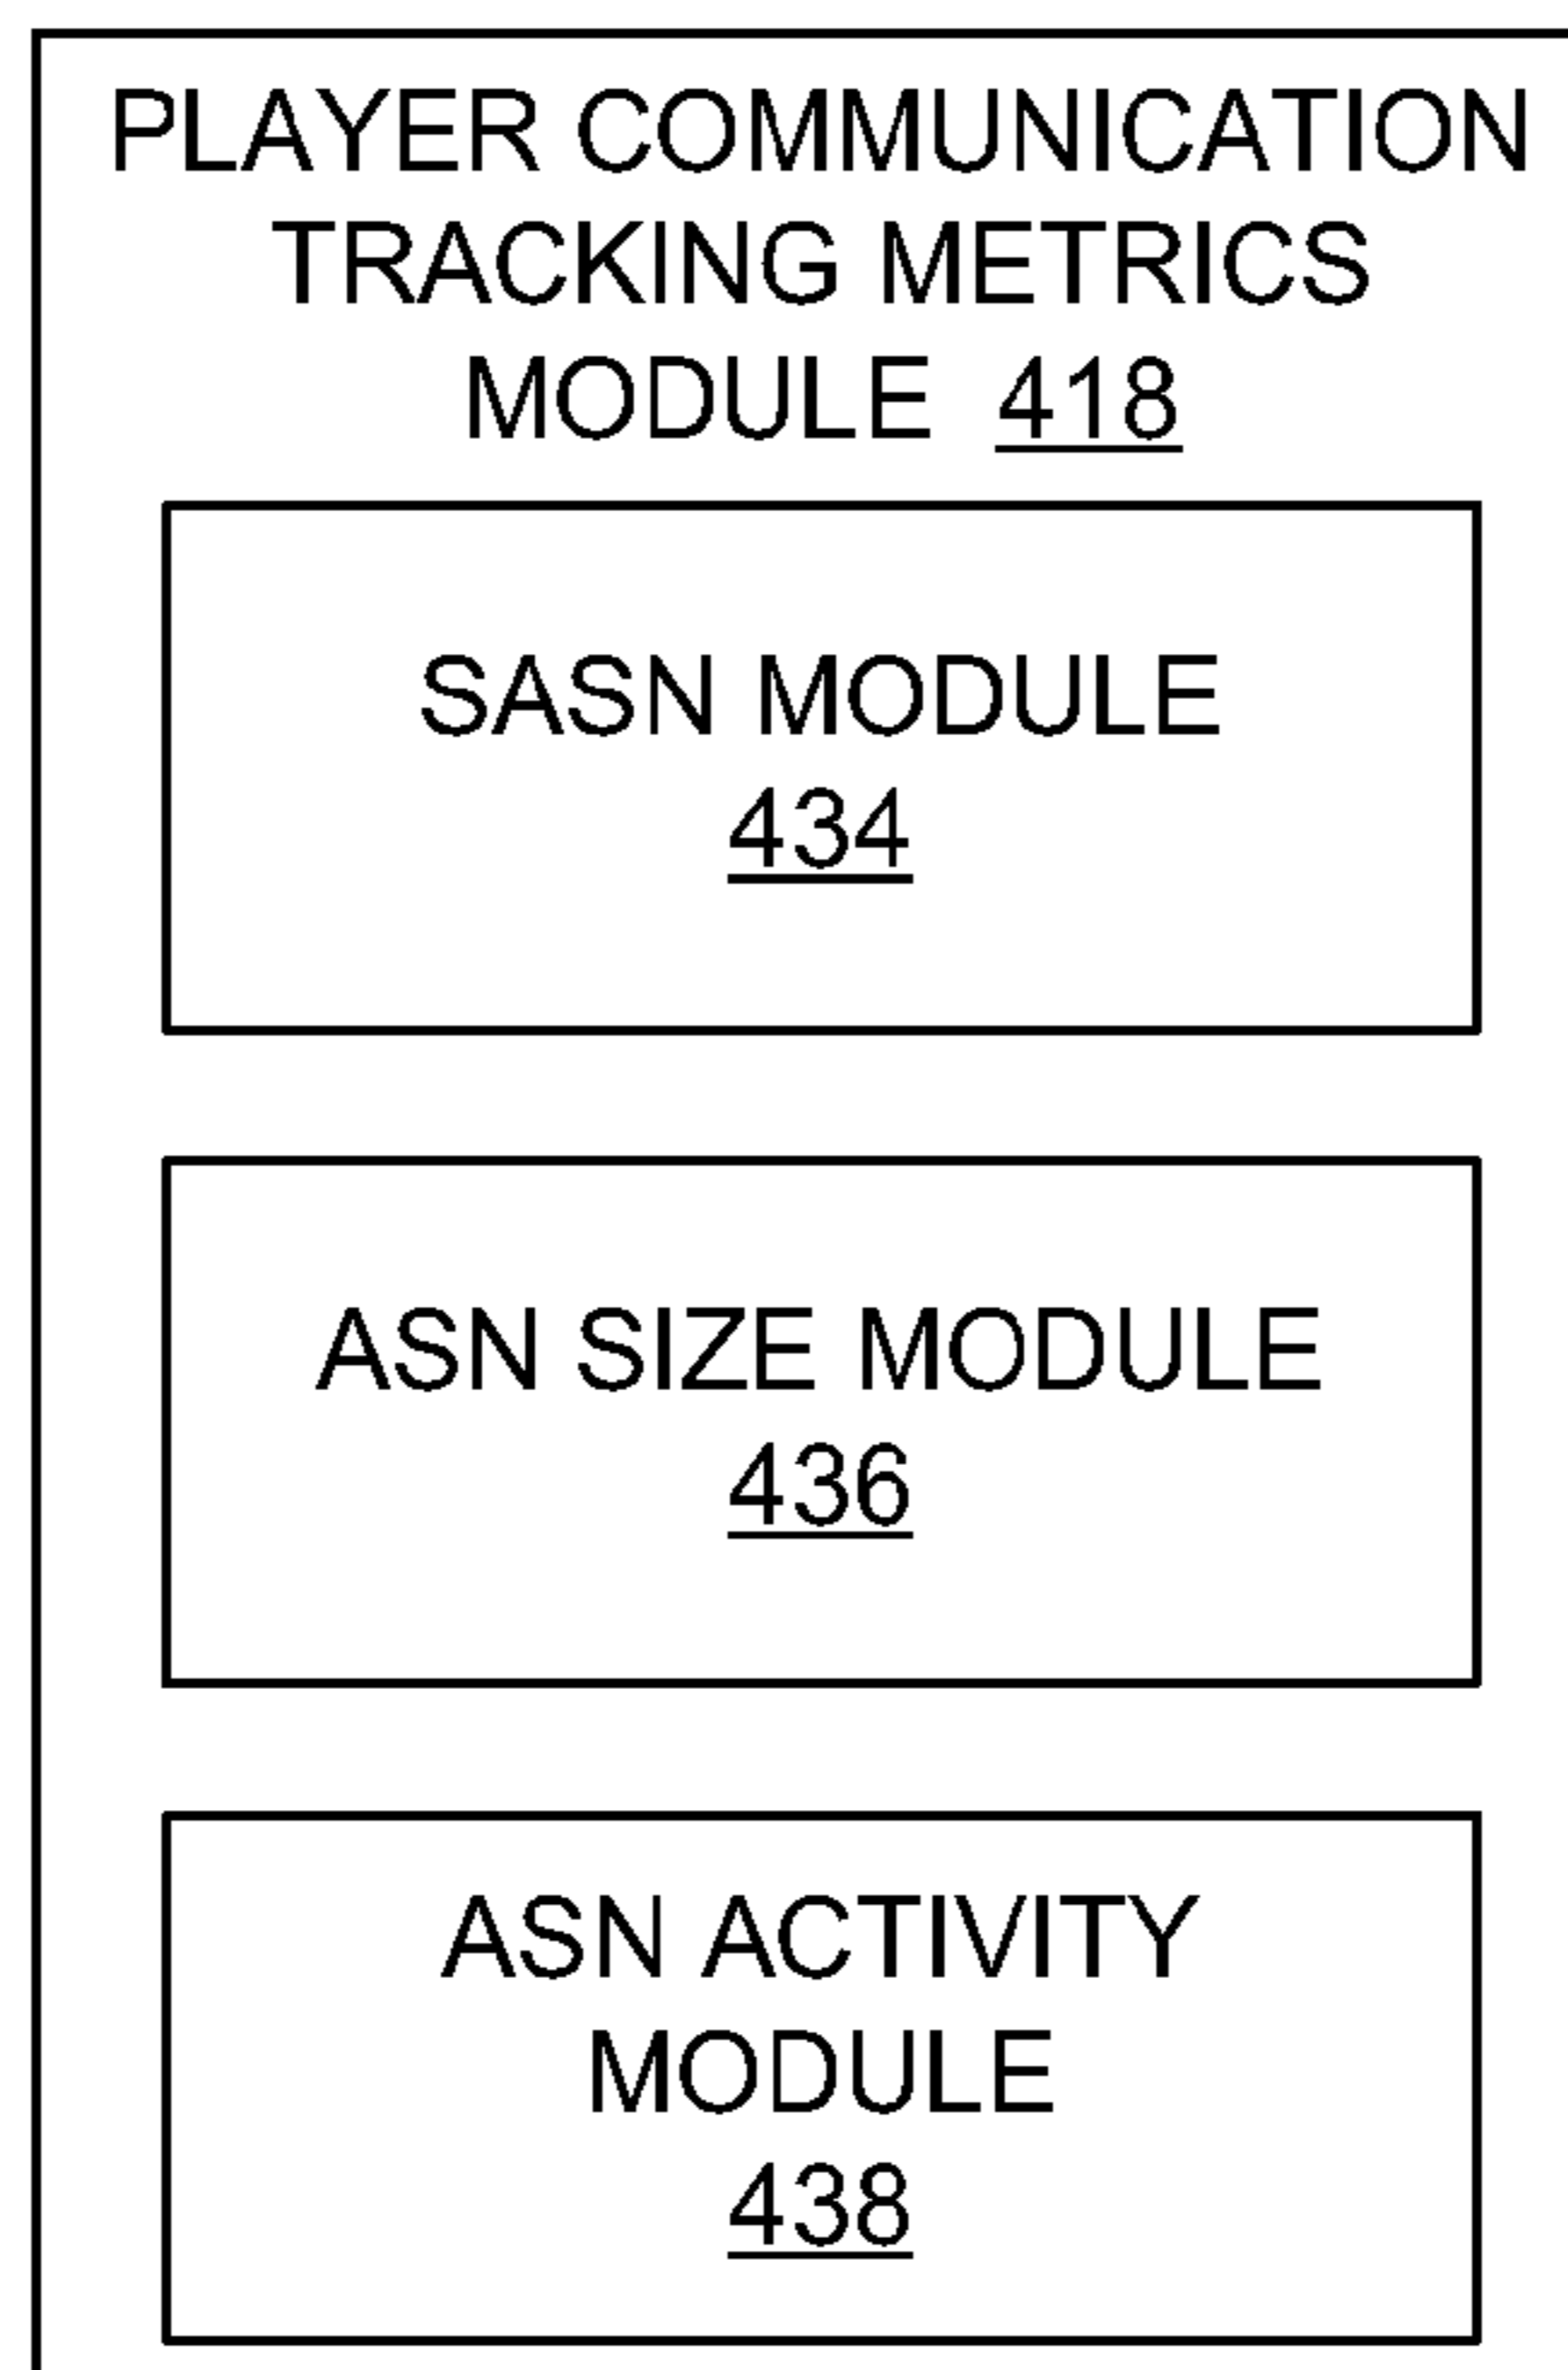 PLAYER COMMUNICATION
TRACKING METRICS
MODULE 418
SASN MODULE
434
ASN SIZE MODULE
436
ASN ACTIVITY
MODULE
438